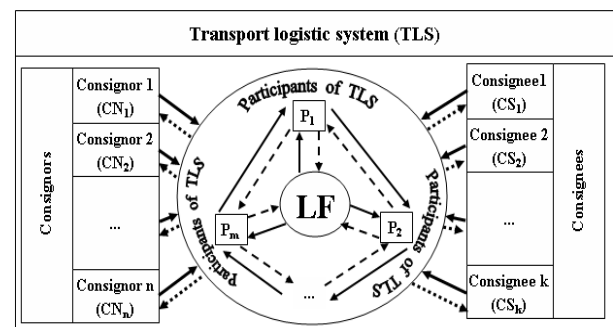 Transport logistic system (TLS)
Consignors
Consignor 1
(CN₁)
Consignor 2
(CN₂)
...
Consignor n
(CNₙ)
Participants of TLS
Participants of TLS
Participants of TLS
P₁
LF
Pₘ
P₂
...
Consignee1
(CS₁)
Consignee 2
(CS₂)
...
Consignee k
(CSₖ)
Consignees